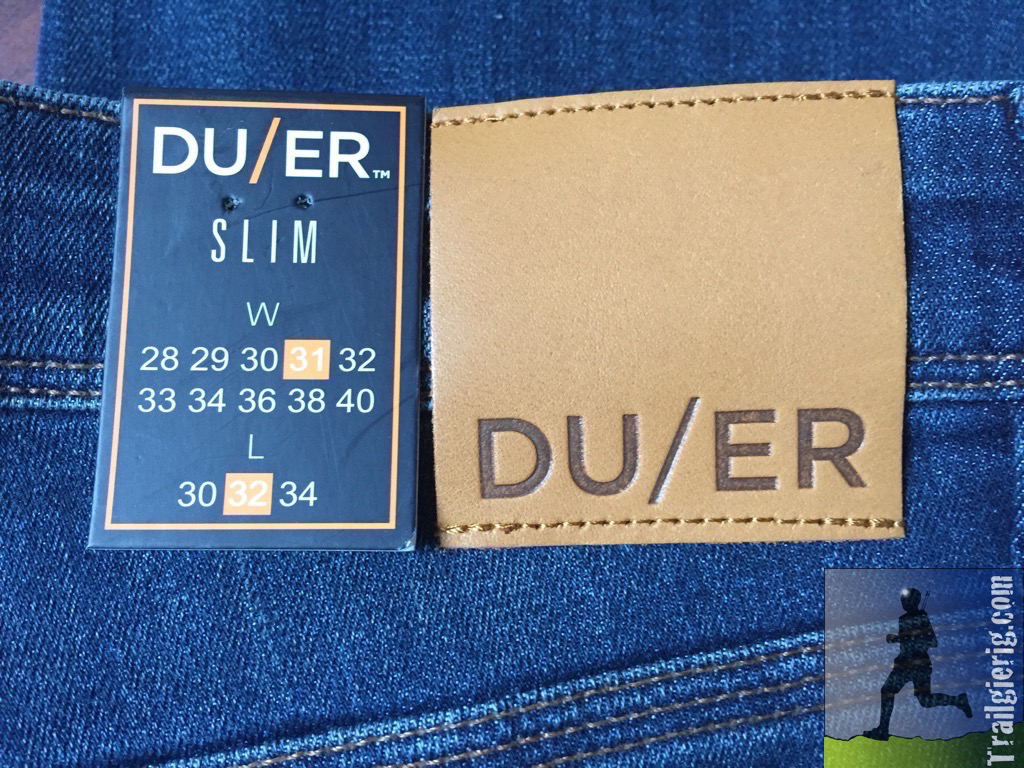 DU/ER™
SLIM
W
28 29 30 31 32
33 34 36 38 40
L
30 32 34
DU/ER
Trailgierig.com